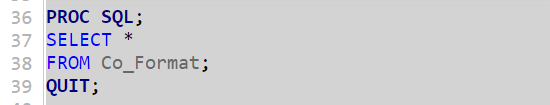 36 PROC SQL;
37 SELECT *
38 FROM Co_Format;
39 QUIT;